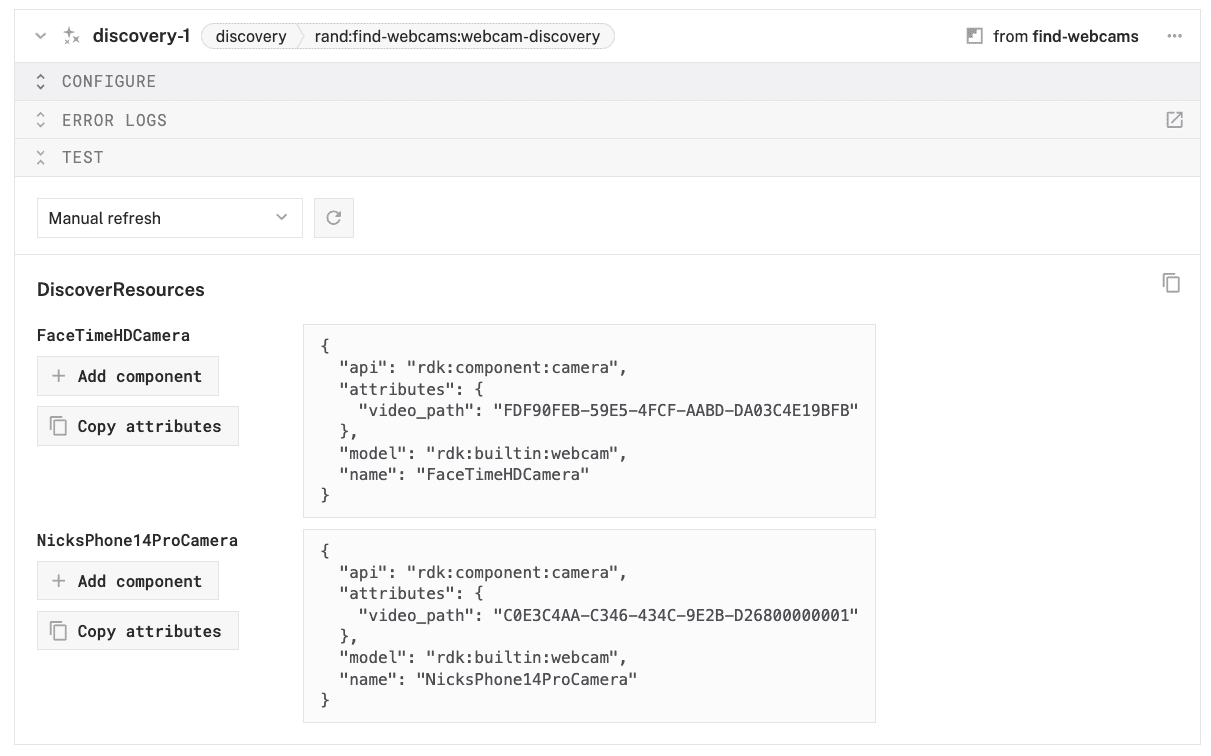 discovery-1 discovery rand:find-webcams:webcam-discovery from find-webcams
CONFIGURE
ERROR LOGS
TEST
Manual refresh
DiscoverResources
FaceTimeHDCamera
Add component
Copy attributes
{
"api": "rdk:component:camera",
"attributes": {
"video_path": "FDF90FEB-59E5-4FCF-AABD-DA03C4E19BFB"
},
"model": "rdk:builtin:webcam",
"name": "FaceTimeHDCamera"
}
NicksPhone14ProCamera
Add component
Copy attributes
{
"api": "rdk:component:camera",
"attributes": {
"video_path": "C0E3C4AA-C346-434C-9E2B-D26800000001"
},
"model": "rdk:builtin:webcam",
"name": "NicksPhone14ProCamera"
}